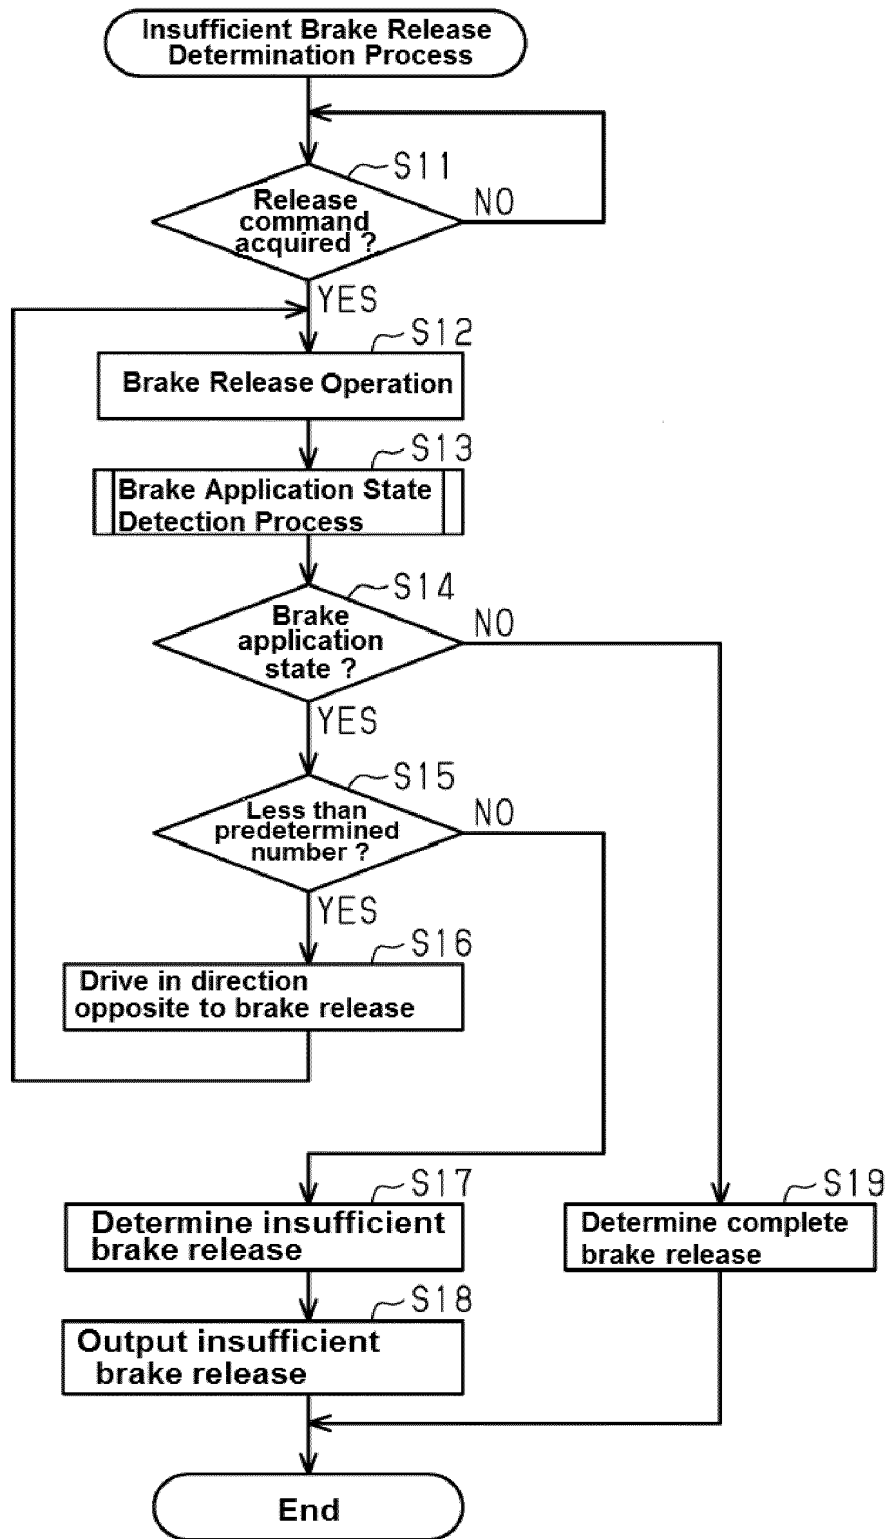 Insufficient Brake Release
Determination Process
S11
Release
command
acquired ?
NO
YES
S12
Brake Release Operation
S13
Brake Application State
Detection Process
S14
Brake
application
state ?
NO
YES
S15
Less than
predetermined
number ?
NO
YES
S16
Drive in direction
opposite to brake release
S17
Determine insufficient
brake release
S19
Determine complete
brake release
S18
Output insufficient
brake release
End